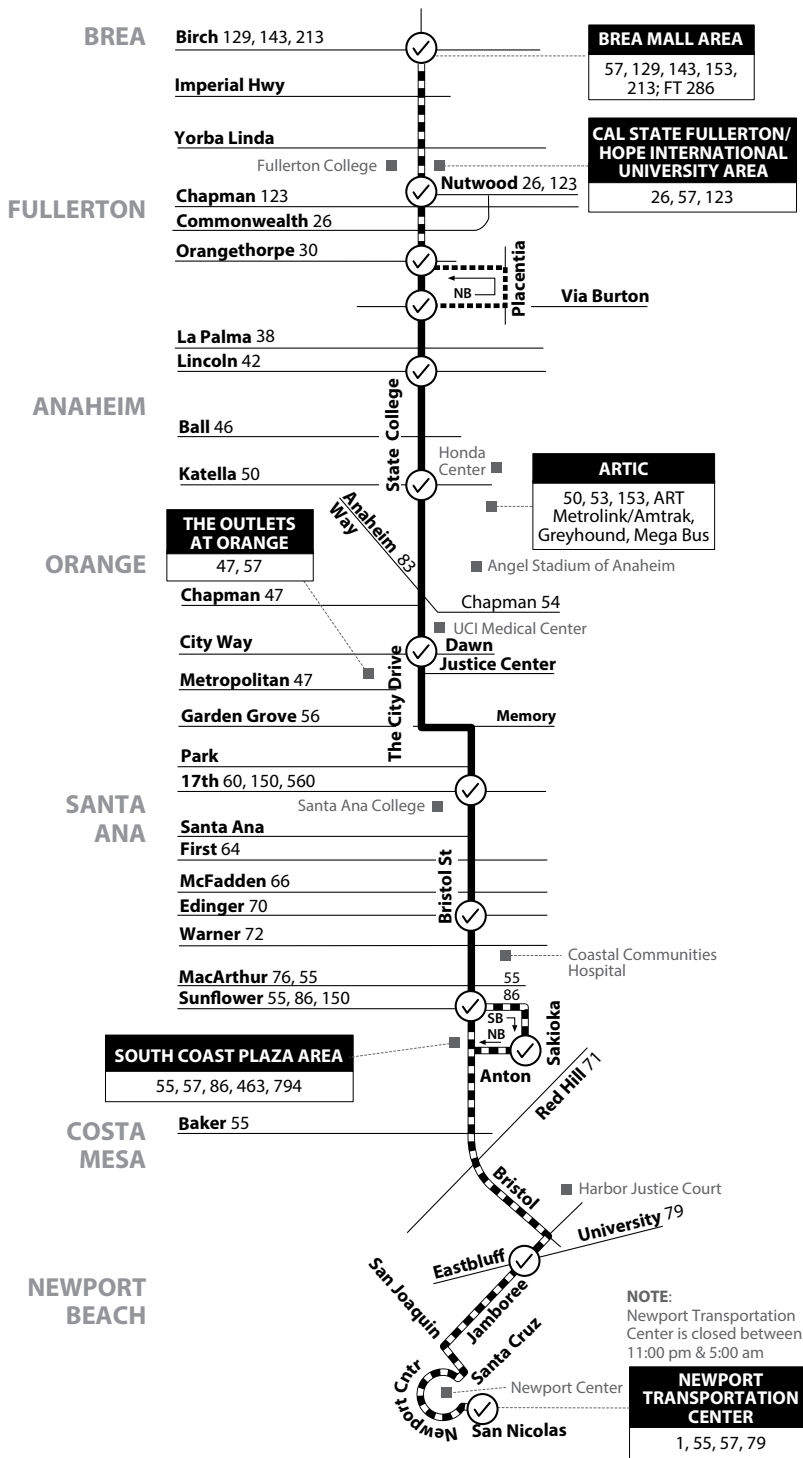 BREA
Birch 129, 143, 213
BREA MALL AREA
57, 129, 143, 153,
213; FT 286
Imperial Hwy
Yorba Linda
Fullerton College
CAL STATE FULLERTON/
HOPE INTERNATIONAL
UNIVERSITY AREA
26, 57, 123
Nutwood 26, 123
FULLERTON
Chapman 123
Commonwealth 26
Orangethorpe 30
NB
Placentia
Via Burton
La Palma 38
Lincoln 42
ANAHEIM
State College
Ball 46
Honda
Center
Katella 50
ARTIC
50, 53, 153, ART
Metrolink/Amtrak,
Greyhound, Mega Bus
Anaheim 83
Way
THE OUTLETS
AT ORANGE
47, 57
ORANGE
Angel Stadium of Anaheim
Chapman 47
Chapman 54
UCI Medical Center
City Way
Dawn
Justice Center
The City Drive
Metropolitan 47
Garden Grove 56
Memory
Park
17th 60, 150, 560
SANTA
ANA
Santa Ana College
Santa Ana
First 64
Bristol St
McFadden 66
Edinger 70
Warner 72
Coastal Communities
Hospital
MacArthur 76, 55
55
Sunflower 55, 86, 150
86
SB
NB
Sakioka
Anton
SOUTH COAST PLAZA AREA
55, 57, 86, 463, 794
Red Hill 71
COSTA
MESA
Baker 55
Bristol
Harbor Justice Court
University 79
Eastbluff
NEWPORT
BEACH
San Joaquin
Jamboree
Santa Cruz
NOTE:
Newport Transportation
Center is closed between
11:00 pm & 5:00 am
Newport Cntr
Newport Center
San Nicolas
NEWPORT
TRANSPORTATION
CENTER
1, 55, 57, 79